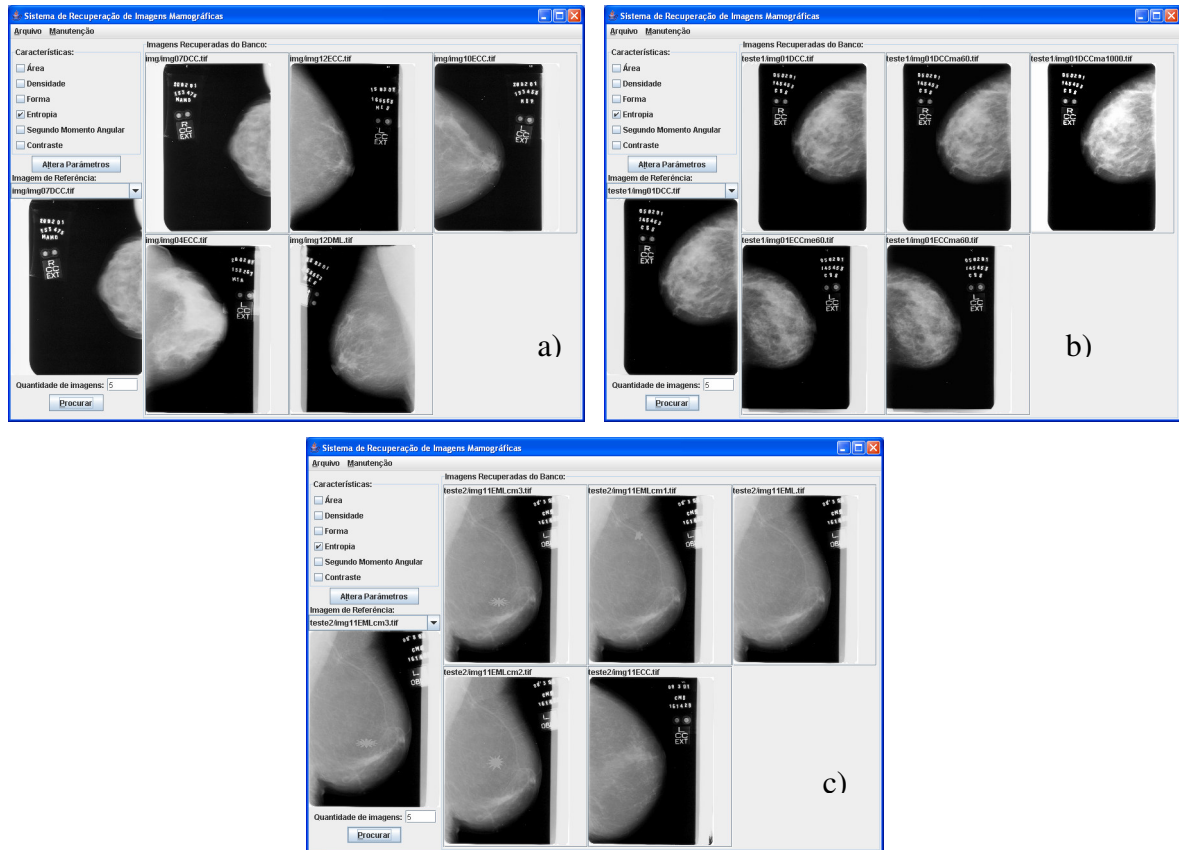 Sistema de Recuperação de Imagens Mamográficas
Arquivo Manutenção
Características:
Área
Densidade
Forma
Entropia
Segundo Momento Angular
Contraste
Altera Parámetros
Imagem de Referência:
img/img07DCC.tif
Quantidade de imagens: 5
Procurar
Imagens Recuperadas do Banco:
img/img07DCC.tif
img/img12ECC.tif
img/img10ECC.tif
img/img04ECC.tif
img/img12DML.tif
a)
Sistema de Recuperação de Imagens Mamográficas
Arquivo Manutenção
Características:
Área
Densidade
Forma
Entropia
Segundo Momento Angular
Contraste
Altera Parámetros
Imagem de Referência:
teste1/img01DCC.tif
Quantidade de imagens: 5
Procurar
Imagens Recuperadas do Banco:
teste1/img01DCC.tif
teste1/img01DCCma60.tif
teste1/img01DCCma1000.tif
teste1/img01ECCme60.tif
teste1/img01ECCma60.tif
b)
Sistema de Recuperação de Imagens Mamográficas
Arquivo Manutenção
Características:
Área
Densidade
Forma
Entropia
Segundo Momento Angular
Contraste
Altera Parámetros
Imagem de Referência:
teste2/img11EMLcm3.tif
Quantidade de imagens: 5
Procurar
Imagens Recuperadas do Banco:
teste2/img11EMLcm3.tif
teste2/img11EMLcm1.tif
teste2/img11EML.tif
teste2/img11EMLcm2.tif
teste2/img11ECC.tif
c)